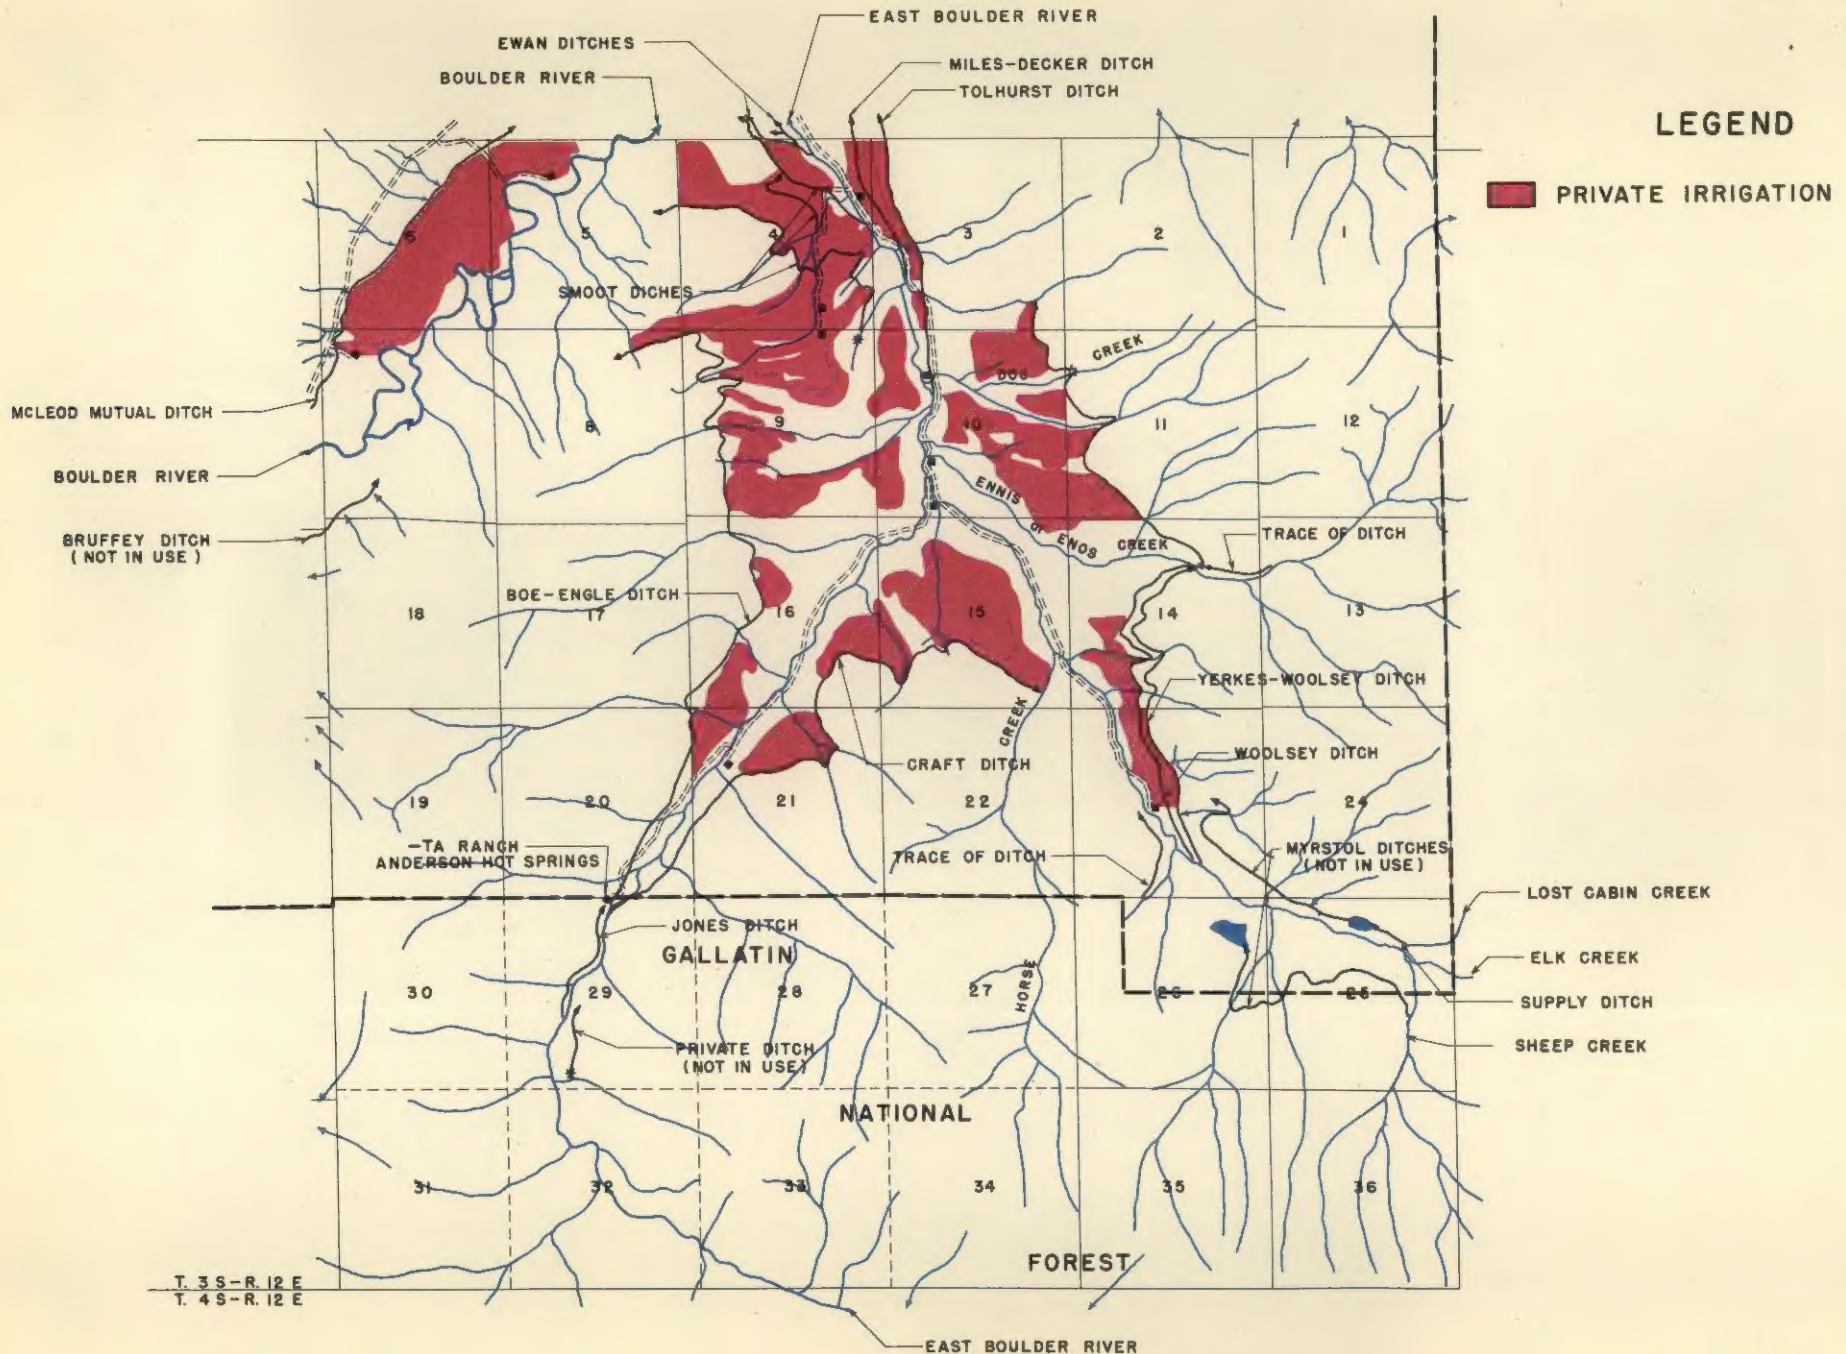 EAST BOULDER RIVER
EWAN DITCHES
MILES-DECKER DITCH
BOULDER RIVER
TOLHURST DITCH
LEGEND
PRIVATE IRRIGATION
6
5
4
3
2
1
SMOOT DICHES
DOG CREEK
MCLEOD MUTUAL DITCH
8
9
10
11
12
BOULDER RIVER
ENNIS or ENOS CREEK
BRUFFEY DITCH
(NOT IN USE)
TRACE OF DITCH
BOE-ENGLE DITCH
18
17
16
15
14
13
YERKES-WOOLSEY DITCH
HORSE CREEK
WOOLSEY DITCH
CRAFT DITCH
19
20
21
22
24
-TA RANCH
ANDERSON HOT SPRINGS
TRACE OF DITCH
MYRSTOL DITCHES
(NOT IN USE)
LOST CABIN CREEK
JONES DITCH
GALLATIN
ELK CREEK
30
29
28
27
26
25
SUPPLY DITCH
PRIVATE DITCH
(NOT IN USE)
SHEEP CREEK
NATIONAL
31
32
33
34
35
36
FOREST
T. 3 S-R. 12 E
T. 4 S-R. 12 E
EAST BOULDER RIVER